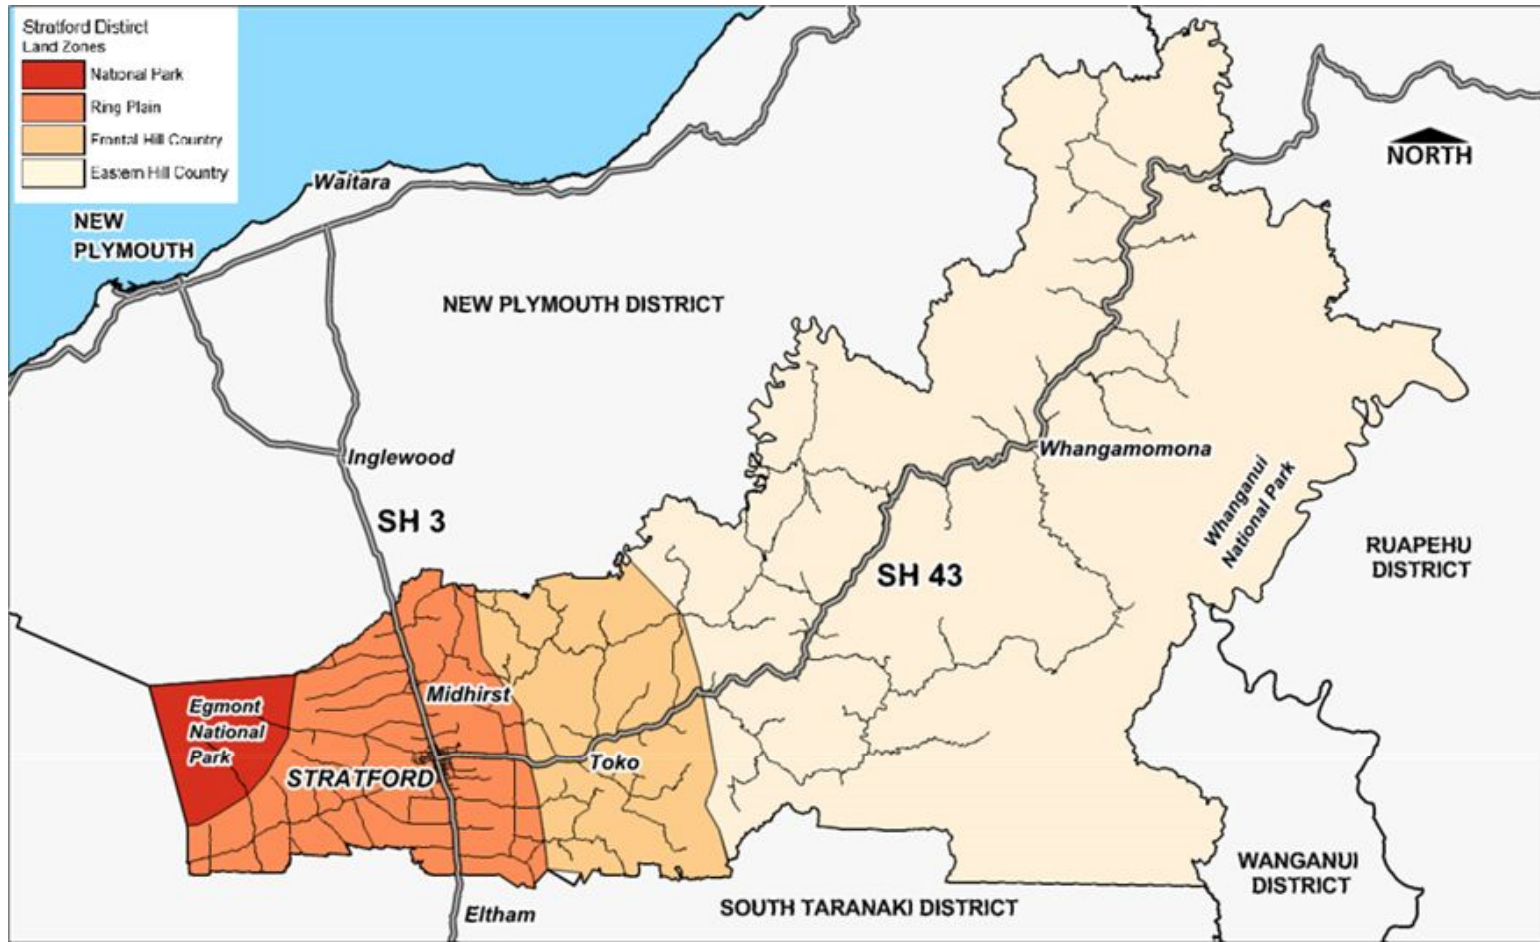 Stratford Distirct
Land Zones
National Park
Ring Plain
Frontal Hill Country
Eastern Hill Country
NORTH
Waitara
NEW
PLYMOUTH
NEW PLYMOUTH DISTRICT
Inglewood
Whangamomona
SH 3
Whanganui
National Park
SH 43
RUAPEHU
DISTRICT
Midhirst
Egmont
National
Park
STRATFORD
Toko
WANGANUI
DISTRICT
SOUTH TARANAKI DISTRICT
Eltham